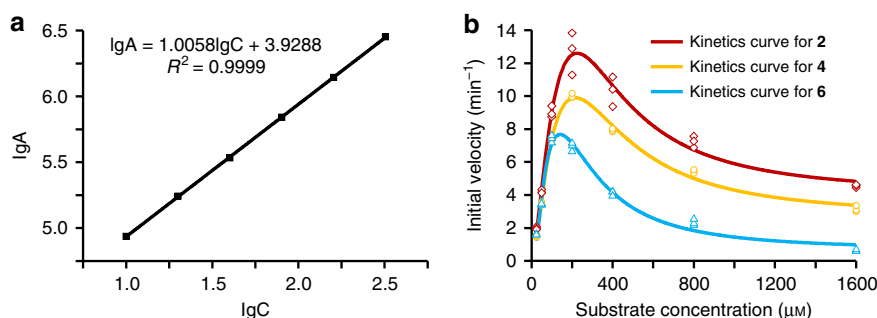 a
lgA = 1.0058lgC + 3.9288
R² = 0.9999
6.5
6.0
5.5
5.0
lgA
1.0 1.5 2.0 2.5
lgC
b
Kinetics curve for 2
Kinetics curve for 4
Kinetics curve for 6
14
12
10
8
6
4
2
0
Initial velocity (min⁻¹)
0 400 800 1200 1600
Substrate concentration (μM)